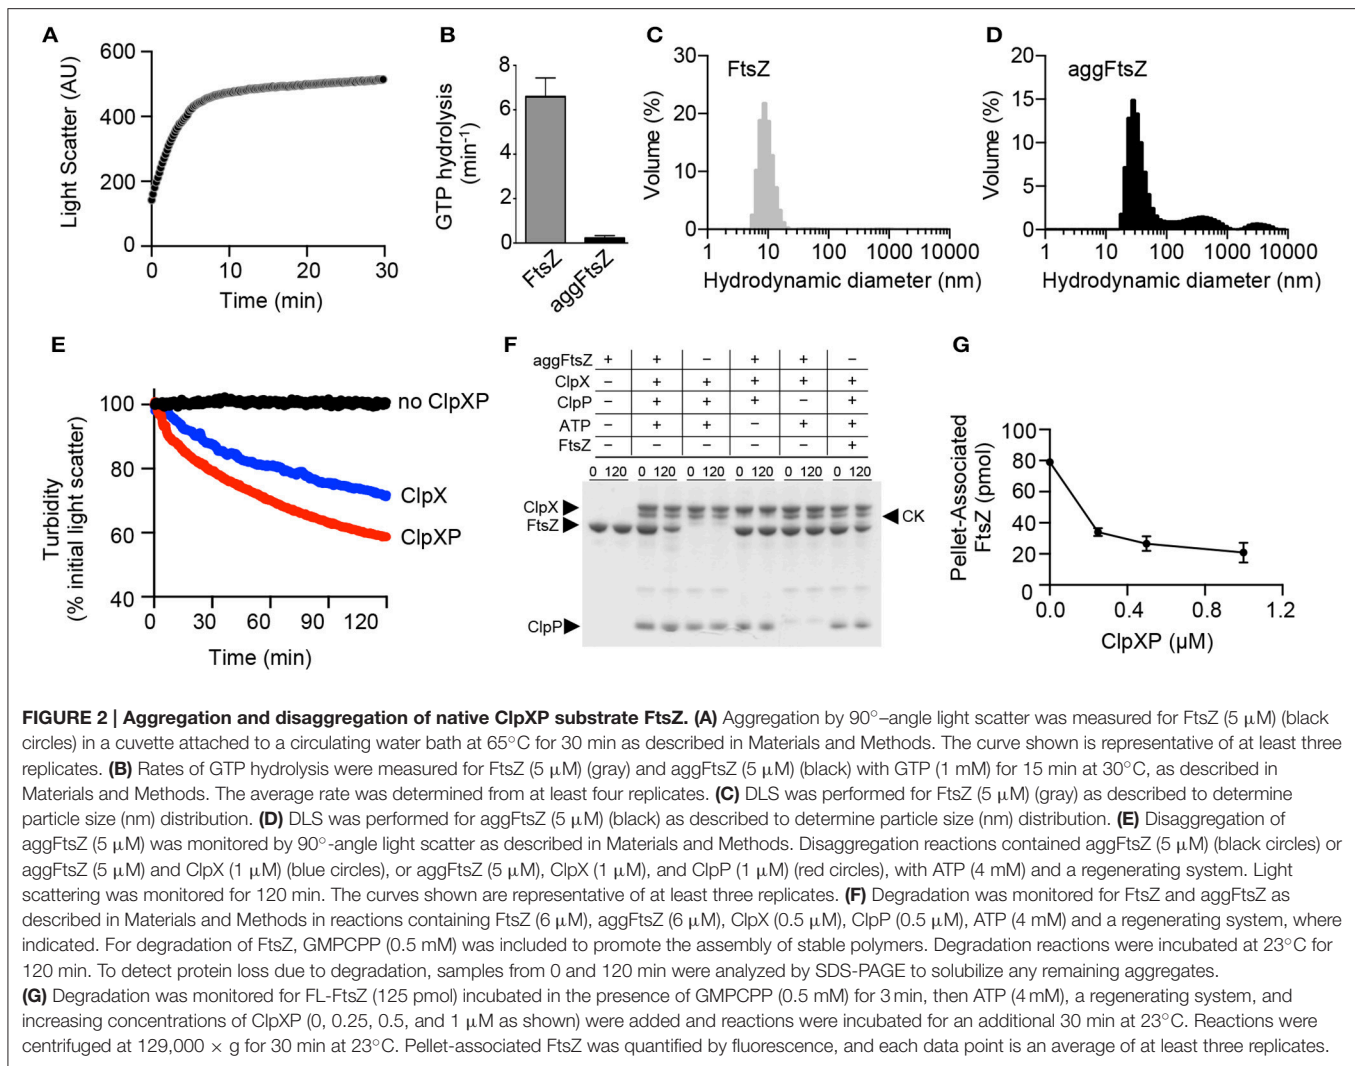 A
600
400
200
0
Light Scatter (AU)
0 10 20 30
Time (min)
B
8
6
4
2
0
GTP hydrolysis
(min-1)
FtsZ
aggFtsZ
C
FtsZ
30
20
10
0
Volume (%)
1 10 100 1000 10000
Hydrodynamic diameter (nm)
D
aggFtsZ
20
15
10
5
0
Volume (%)
1 10 100 1000 10000
Hydrodynamic diameter (nm)
E
100
80
60
40
Turbidity
(% initial light scatter)
no ClpXP
ClpX
ClpXP
0 30 60 90 120
Time (min)
F
aggFtsZ + + − + + −
ClpX − + + + + +
ClpP − + + + − +
ATP − + + − + +
FtsZ − − − − − +
0 120 0 120 0 120 0 120 0 120 0 120
ClpX
FtsZ
CK
ClpP
G
100
80
60
40
20
0
Pellet-Associated
FtsZ (pmol)
0.0 0.4 0.8 1.2
ClpXP (μM)
FIGURE 2 | Aggregation and disaggregation of native ClpXP substrate FtsZ. (A) Aggregation by 90°–angle light scatter was measured for FtsZ (5 μM) (black
circles) in a cuvette attached to a circulating water bath at 65°C for 30 min as described in Materials and Methods. The curve shown is representative of at least three
replicates. (B) Rates of GTP hydrolysis were measured for FtsZ (5 μM) (gray) and aggFtsZ (5 μM) (black) with GTP (1 mM) for 15 min at 30°C, as described in
Materials and Methods. The average rate was determined from at least four replicates. (C) DLS was performed for FtsZ (5 μM) (gray) as described to determine
particle size (nm) distribution. (D) DLS was performed for aggFtsZ (5 μM) (black) as described to determine particle size (nm) distribution. (E) Disaggregation of
aggFtsZ (5 μM) was monitored by 90°-angle light scatter as described in Materials and Methods. Disaggregation reactions contained aggFtsZ (5 μM) (black circles) or
aggFtsZ (5 μM) and ClpX (1 μM) (blue circles), or aggFtsZ (5 μM), ClpX (1 μM), and ClpP (1 μM) (red circles), with ATP (4 mM) and a regenerating system. Light
scattering was monitored for 120 min. The curves shown are representative of at least three replicates. (F) Degradation was monitored for FtsZ and aggFtsZ as
described in Materials and Methods in reactions containing FtsZ (6 μM), aggFtsZ (6 μM), ClpX (0.5 μM), ClpP (0.5 μM), ATP (4 mM) and a regenerating system, where
indicated. For degradation of FtsZ, GMPCPP (0.5 mM) was included to promote the assembly of stable polymers. Degradation reactions were incubated at 23°C for
120 min. To detect protein loss due to degradation, samples from 0 and 120 min were analyzed by SDS-PAGE to solubilize any remaining aggregates.
(G) Degradation was monitored for FL-FtsZ (125 pmol) incubated in the presence of GMPCPP (0.5 mM) for 3 min, then ATP (4 mM), a regenerating system, and
increasing concentrations of ClpXP (0, 0.25, 0.5, and 1 μM as shown) were added and reactions were incubated for an additional 30 min at 23°C. Reactions were
centrifuged at 129,000 × g for 30 min at 23°C. Pellet-associated FtsZ was quantified by fluorescence, and each data point is an average of at least three replicates.